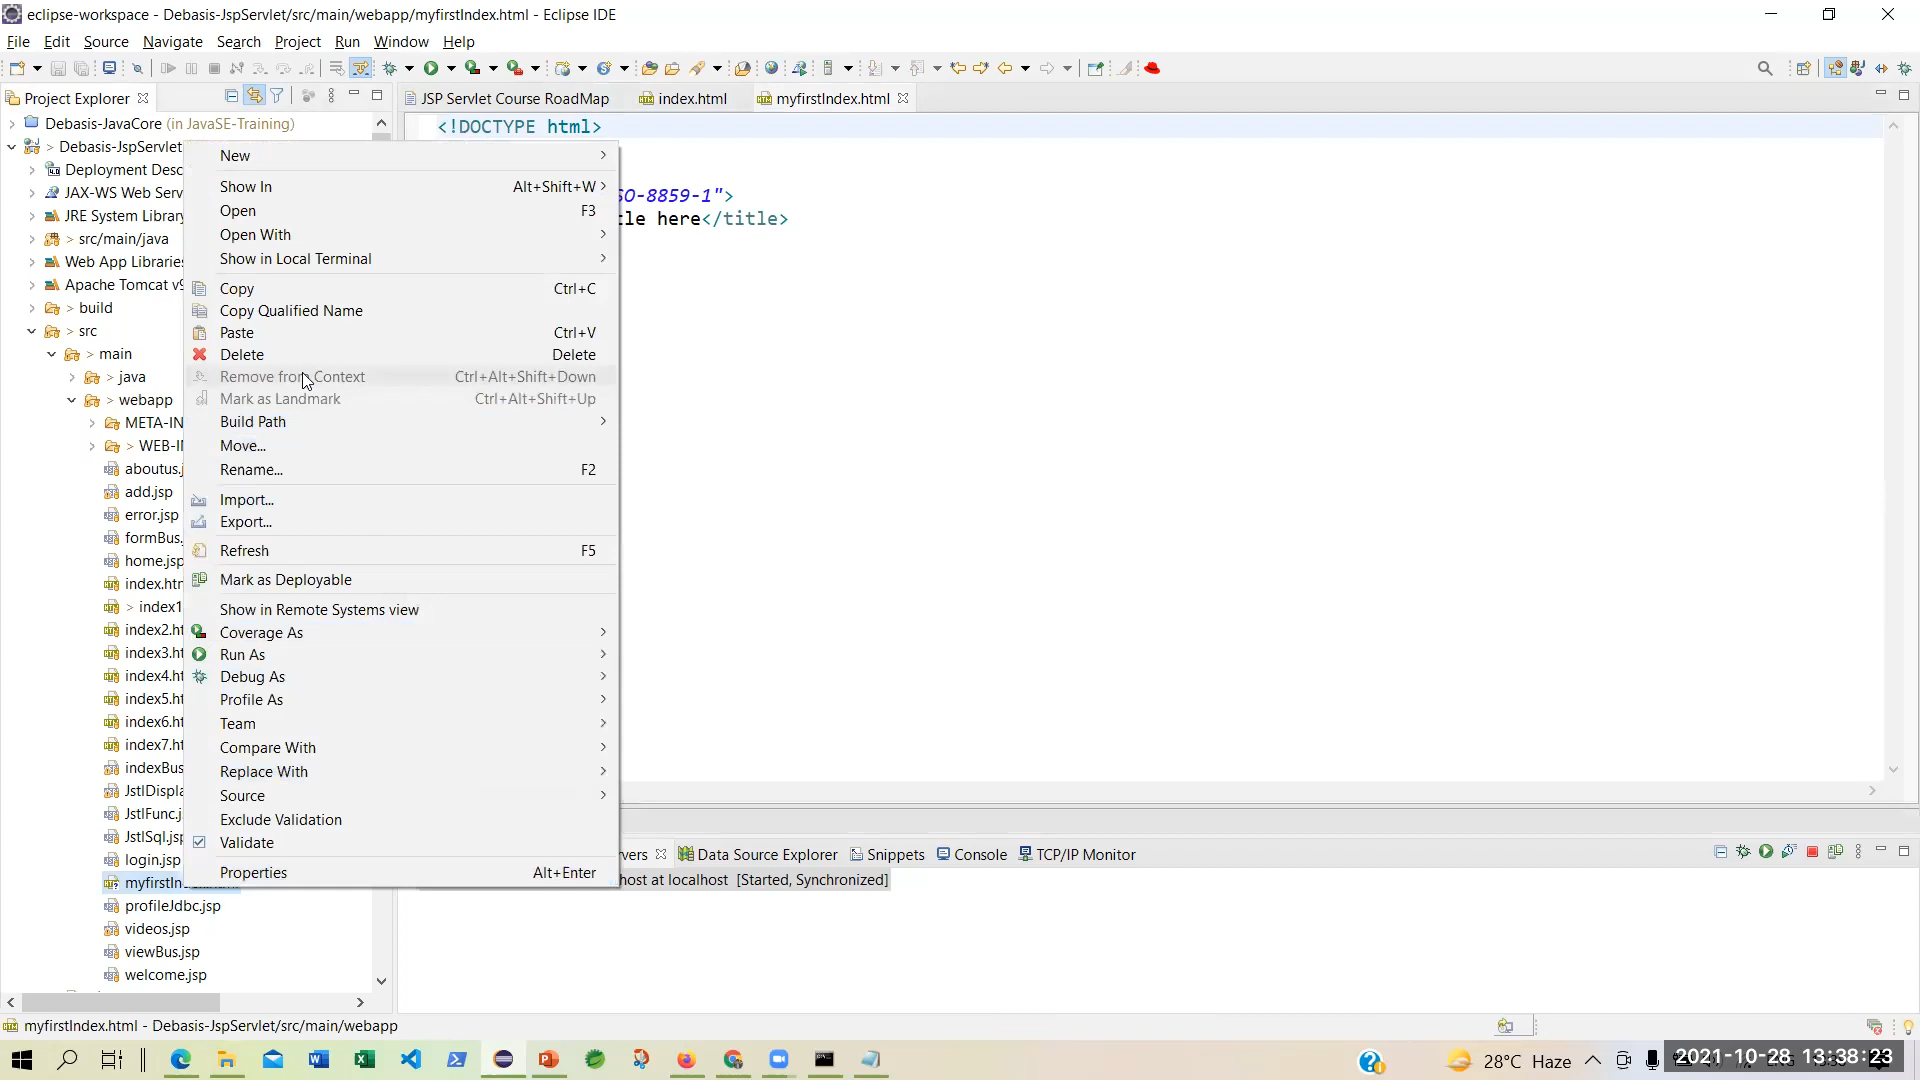 eclipse-workspace - Debasis-JspServlet/src/main/webapp/myfirstIndex.html - Eclipse IDE
File Edit Source Navigate Search Project Run Window Help
Project Explorer
JSP Servlet Course RoadMap index.html myfirstIndex.html
Debasis-JavaCore (in JavaSE-Training)
<!DOCTYPE html>
> Debasis-JspServlet
Deployment Desc
JAX-WS Web Serv
JRE System Library
> src/main/java
Web App Libraries
Apache Tomcat v9
> build
> src
> main
> java
> webapp
META-IN
> WEB-IN
aboutus.j
add.jsp
error.jsp
formBus.
home.jsp
index.htm
> index1
index2.ht
index3.ht
index4.ht
index5.ht
index6.ht
index7.ht
indexBus
JstlDispla
JstlFunc.j
JstlSql.jsp
login.jsp
myfirstIn
profileJdbc.jsp
videos.jsp
viewBus.jsp
welcome.jsp
New
Show In Alt+Shift+W
Open F3
Open With
Show in Local Terminal
Copy Ctrl+C
Copy Qualified Name
Paste Ctrl+V
Delete Delete
Remove from Context Ctrl+Alt+Shift+Down
Mark as Landmark Ctrl+Alt+Shift+Up
Build Path
Move...
Rename... F2
Import...
Export...
Refresh F5
Mark as Deployable
Show in Remote Systems view
Coverage As
Run As
Debug As
Profile As
Team
Compare With
Replace With
Source
Exclude Validation
Validate
Properties Alt+Enter
SO-8859-1">
tle here</title>
vers Data Source Explorer Snippets Console TCP/IP Monitor
host at localhost [Started, Synchronized]
myfirstIndex.html - Debasis-JspServlet/src/main/webapp
28°C Haze
2021-10-28 13:38:23